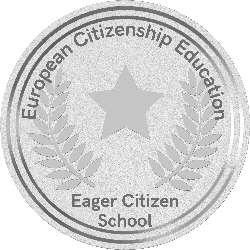 European Citizenship Education
Eager Citizen
School